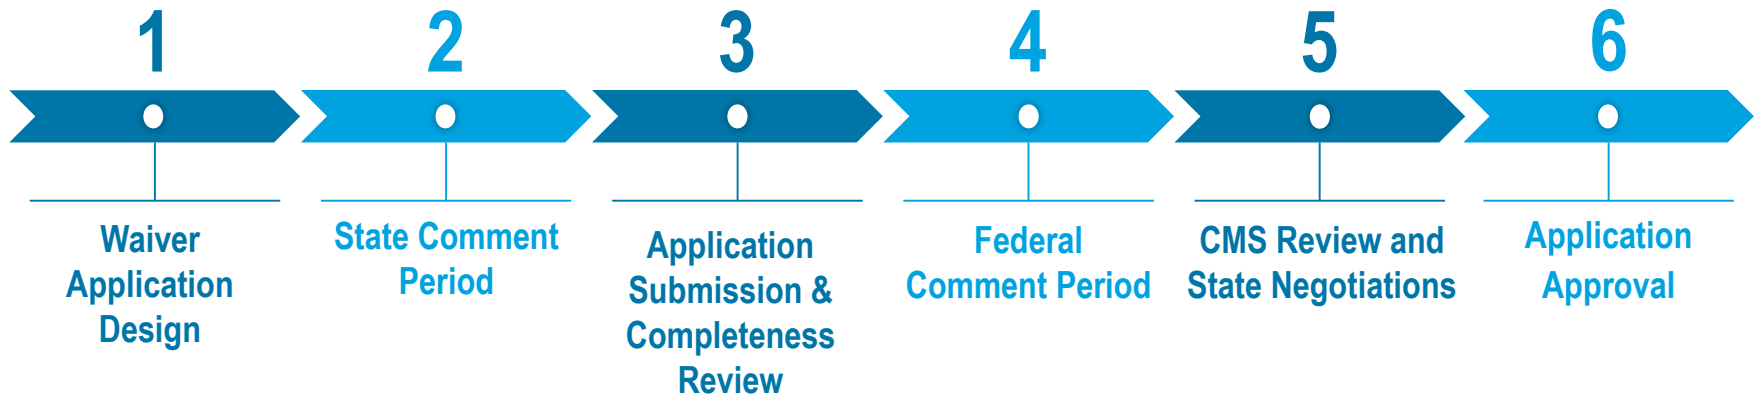 1
Waiver
Application
Design
2
State Comment
Period
3
Application
Submission &
Completeness
Review
4
Federal
Comment Period
5
CMS Review and
State Negotiations
6
Application
Approval